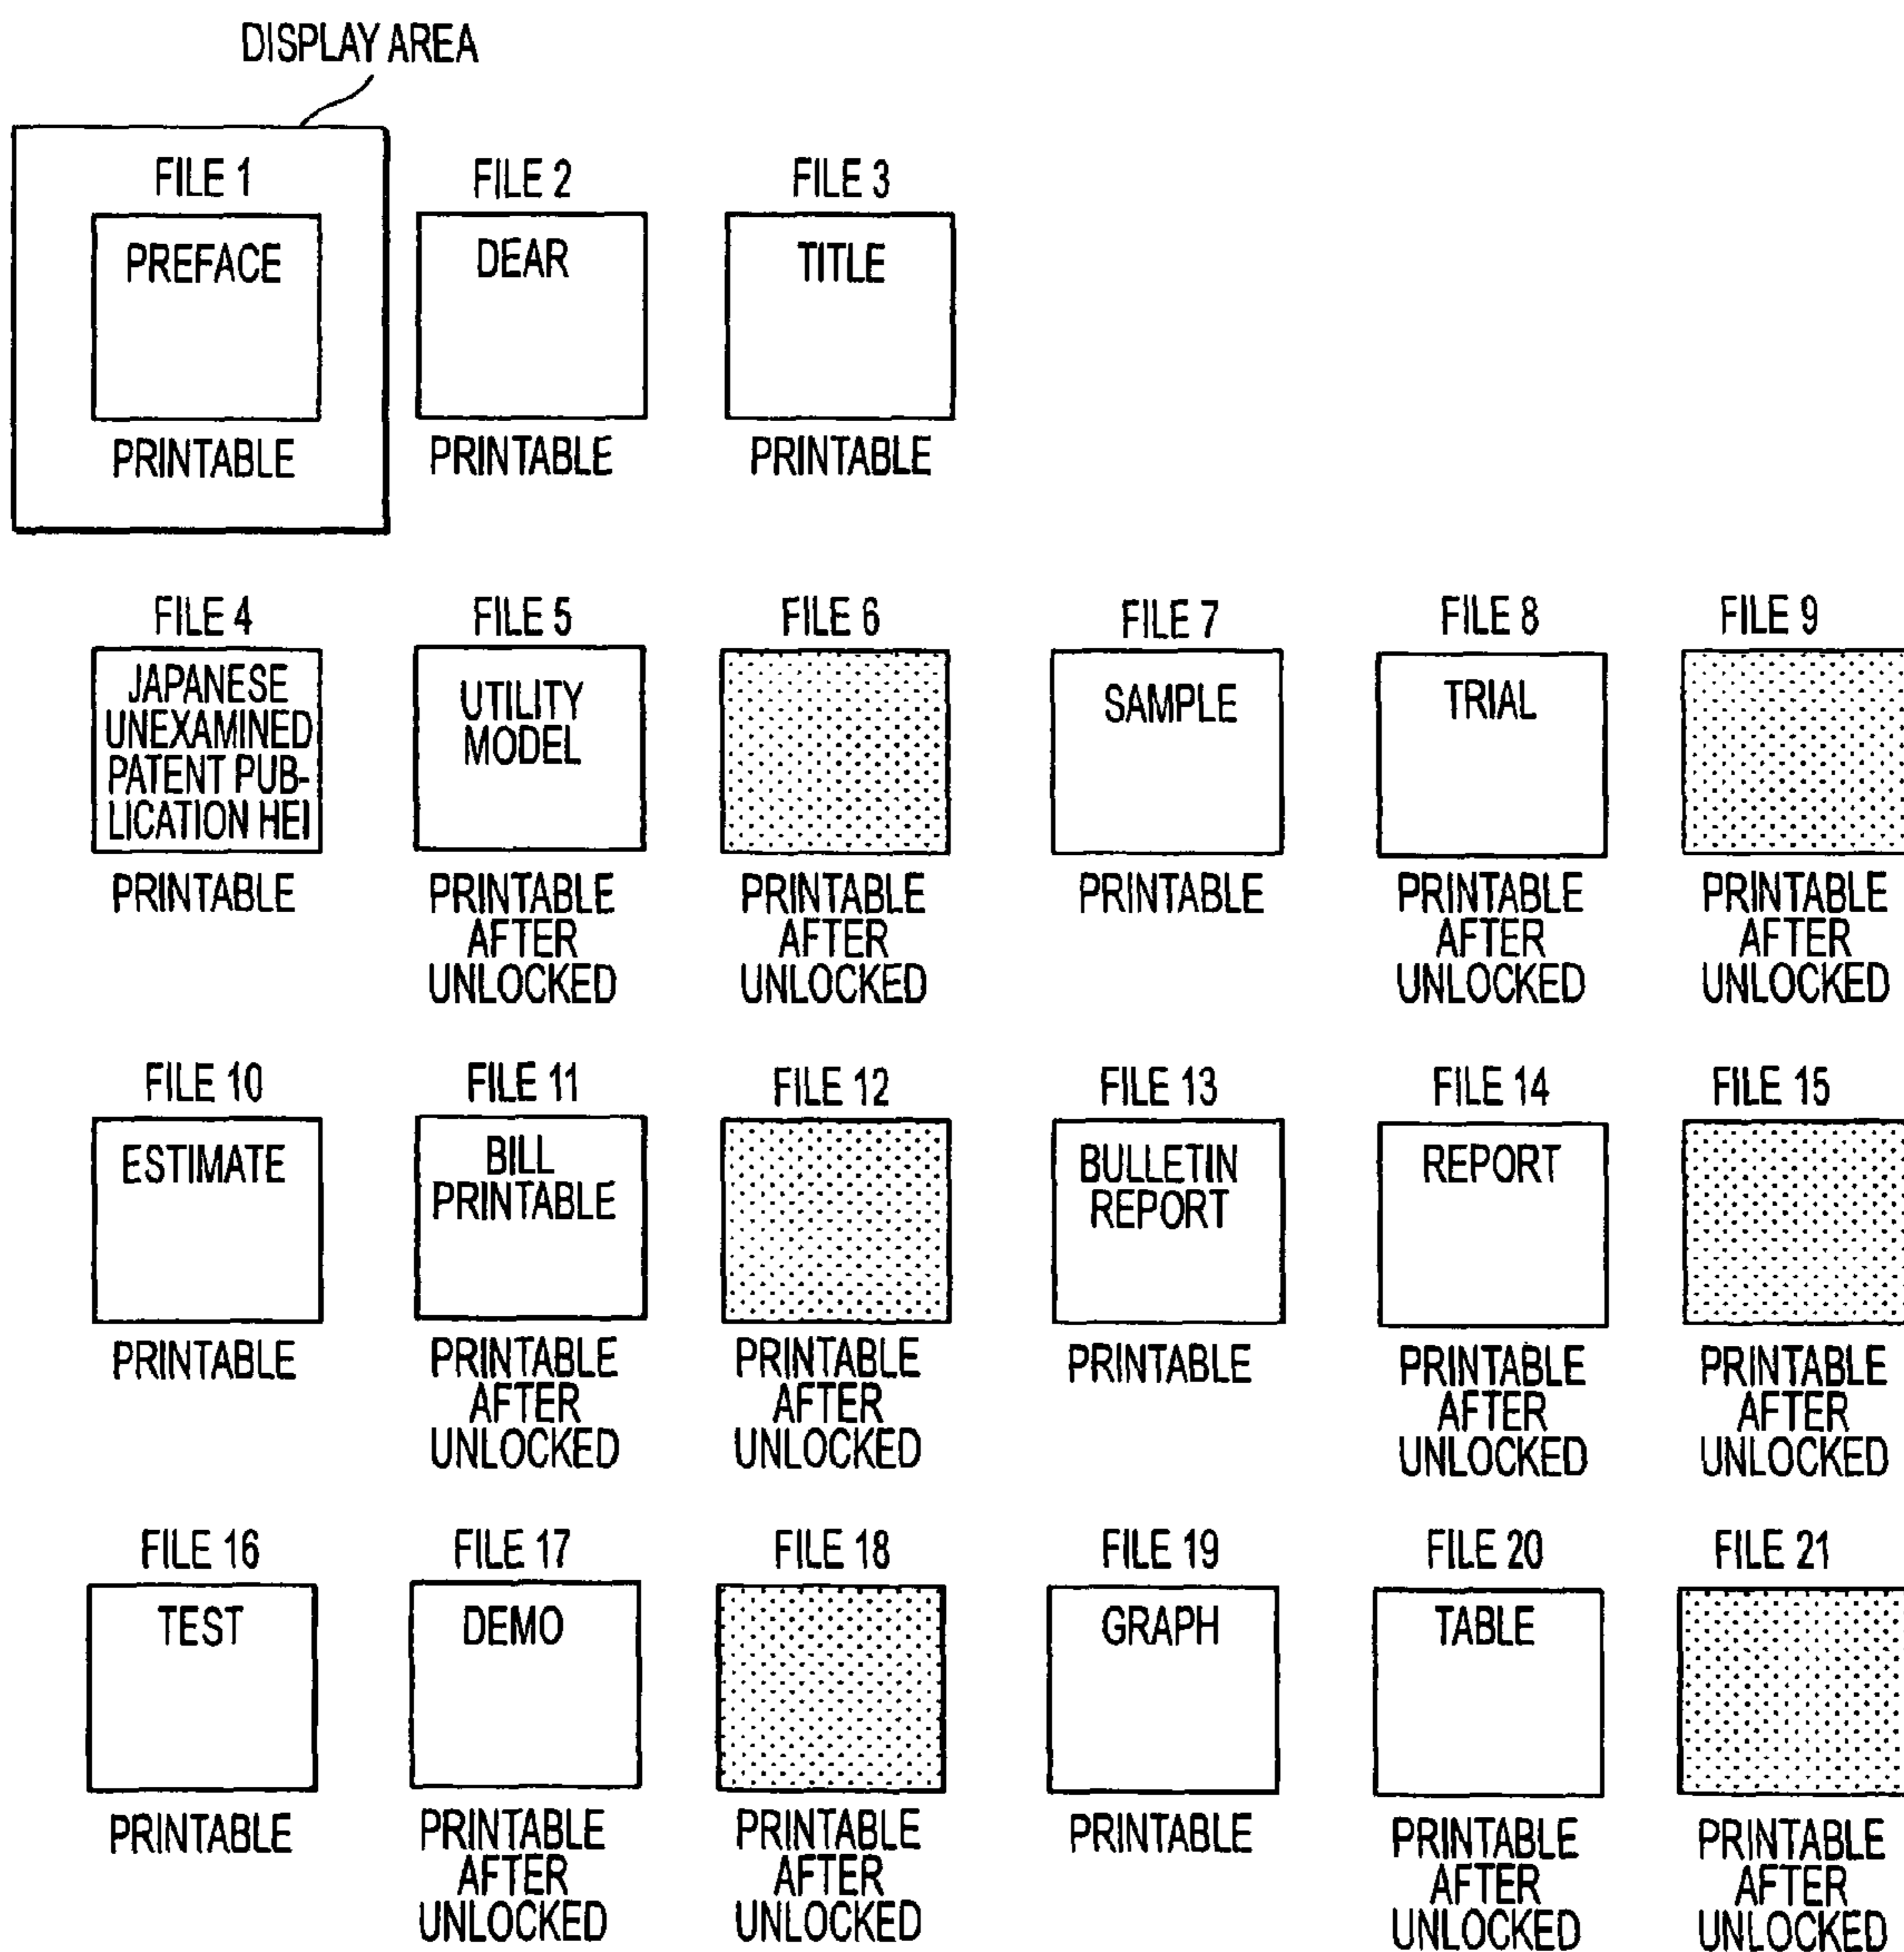 DISPLAY AREA
FILE 1
PREFACE
PRINTABLE
FILE 2
DEAR
PRINTABLE
FILE 3
TITLE
PRINTABLE
FILE 4
JAPANESE
UNEXAMINED
PATENT PUB-
LICATION HEI
PRINTABLE
FILE 5
UTILITY
MODEL
PRINTABLE
AFTER
UNLOCKED
FILE 6
PRINTABLE
AFTER
UNLOCKED
FILE 7
SAMPLE
PRINTABLE
FILE 8
TRIAL
PRINTABLE
AFTER
UNLOCKED
FILE 9
PRINTABLE
AFTER
UNLOCKED
FILE 10
ESTIMATE
PRINTABLE
FILE 11
BILL
PRINTABLE
PRINTABLE
AFTER
UNLOCKED
FILE 12
PRINTABLE
AFTER
UNLOCKED
FILE 13
BULLETIN
REPORT
PRINTABLE
FILE 14
REPORT
PRINTABLE
AFTER
UNLOCKED
FILE 15
PRINTABLE
AFTER
UNLOCKED
FILE 16
TEST
PRINTABLE
FILE 17
DEMO
PRINTABLE
AFTER
UNLOCKED
FILE 18
PRINTABLE
AFTER
UNLOCKED
FILE 19
GRAPH
PRINTABLE
FILE 20
TABLE
PRINTABLE
AFTER
UNLOCKED
FILE 21
PRINTABLE
AFTER
UNLOCKED